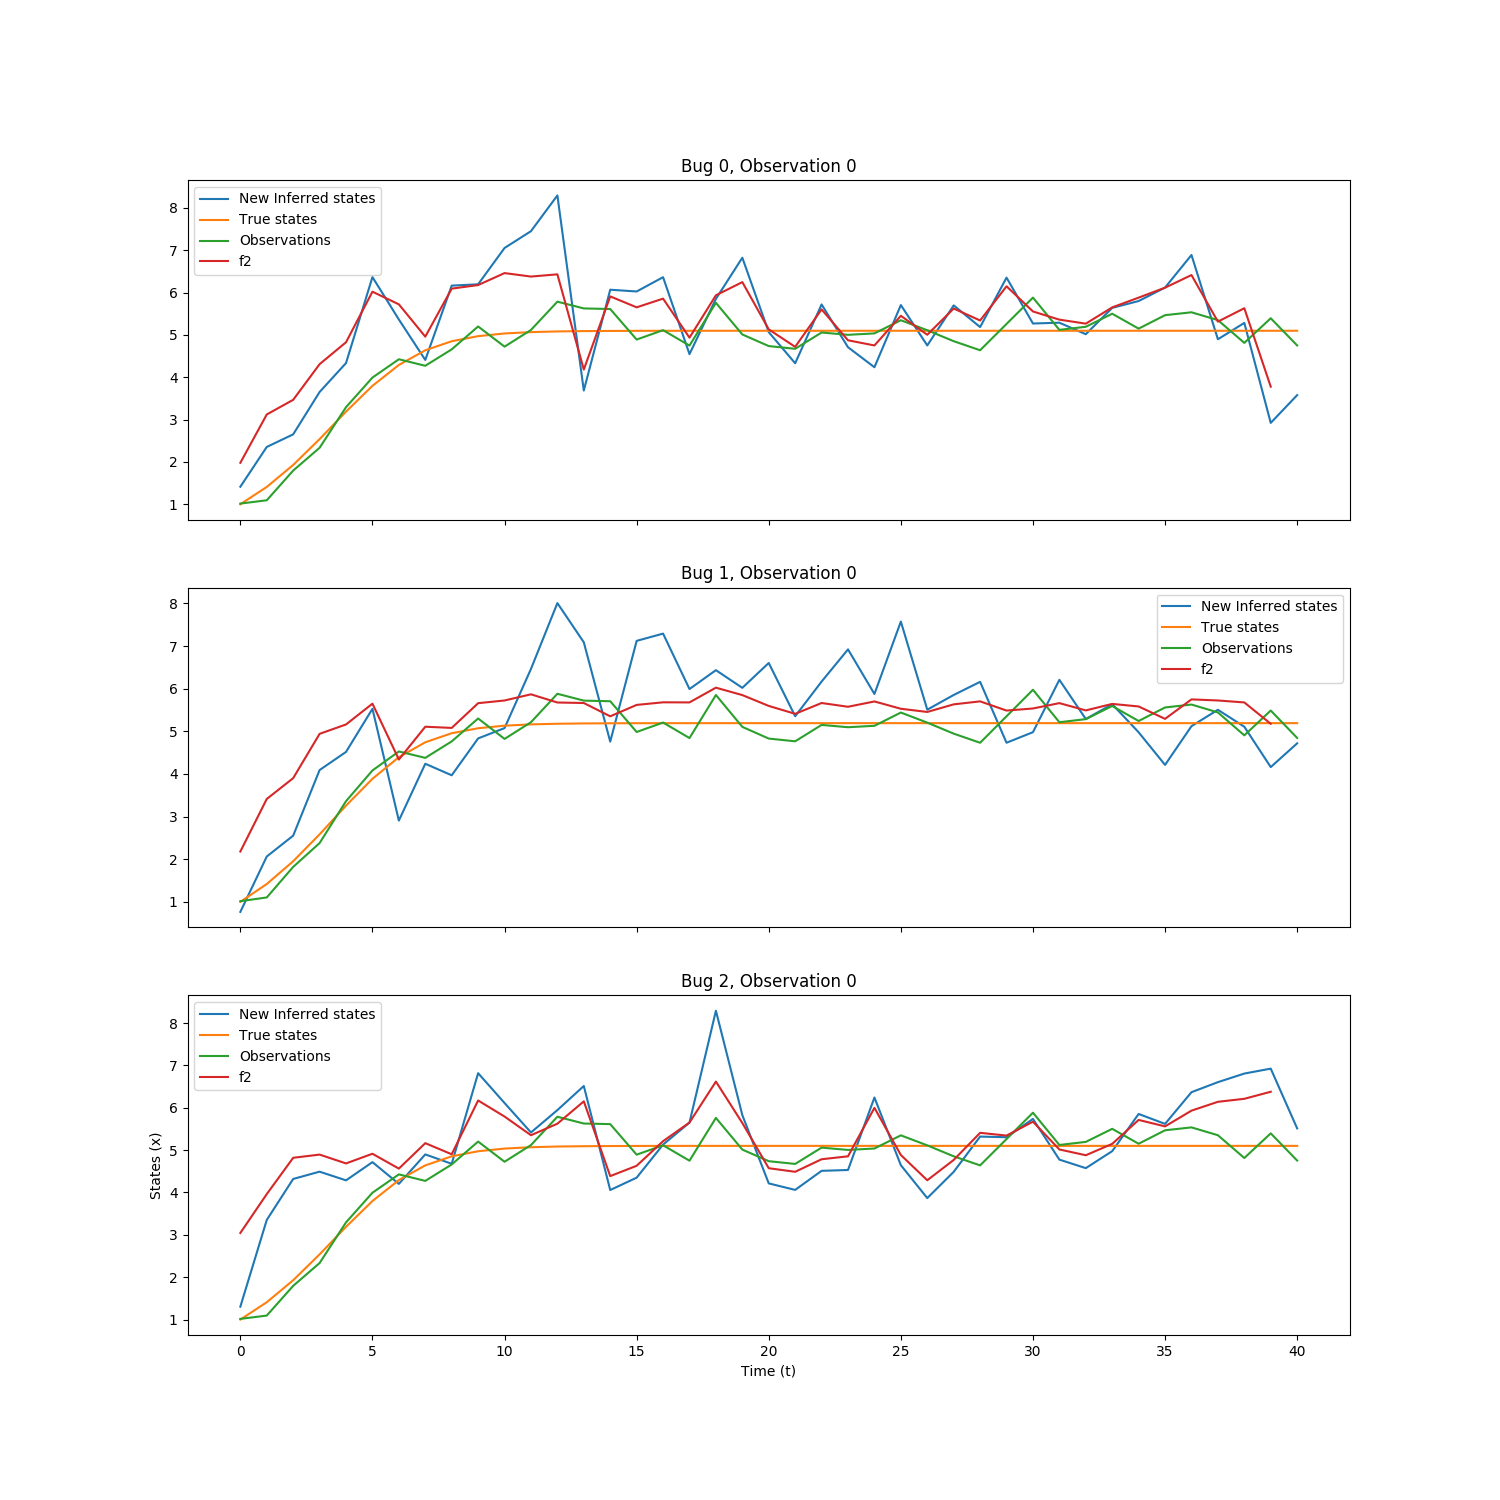 Bug 0, Observation 0
New Inferred states
True states
Observations
f2
8
7
6
5
4
3
2
1
Bug 1, Observation 0
New Inferred states
True states
Observations
f2
8
7
6
5
4
3
2
1
Bug 2, Observation 0
New Inferred states
True states
Observations
f2
8
7
6
5
4
3
2
1
States (x)
0 5 10 15 20 25 30 35 40
Time (t)